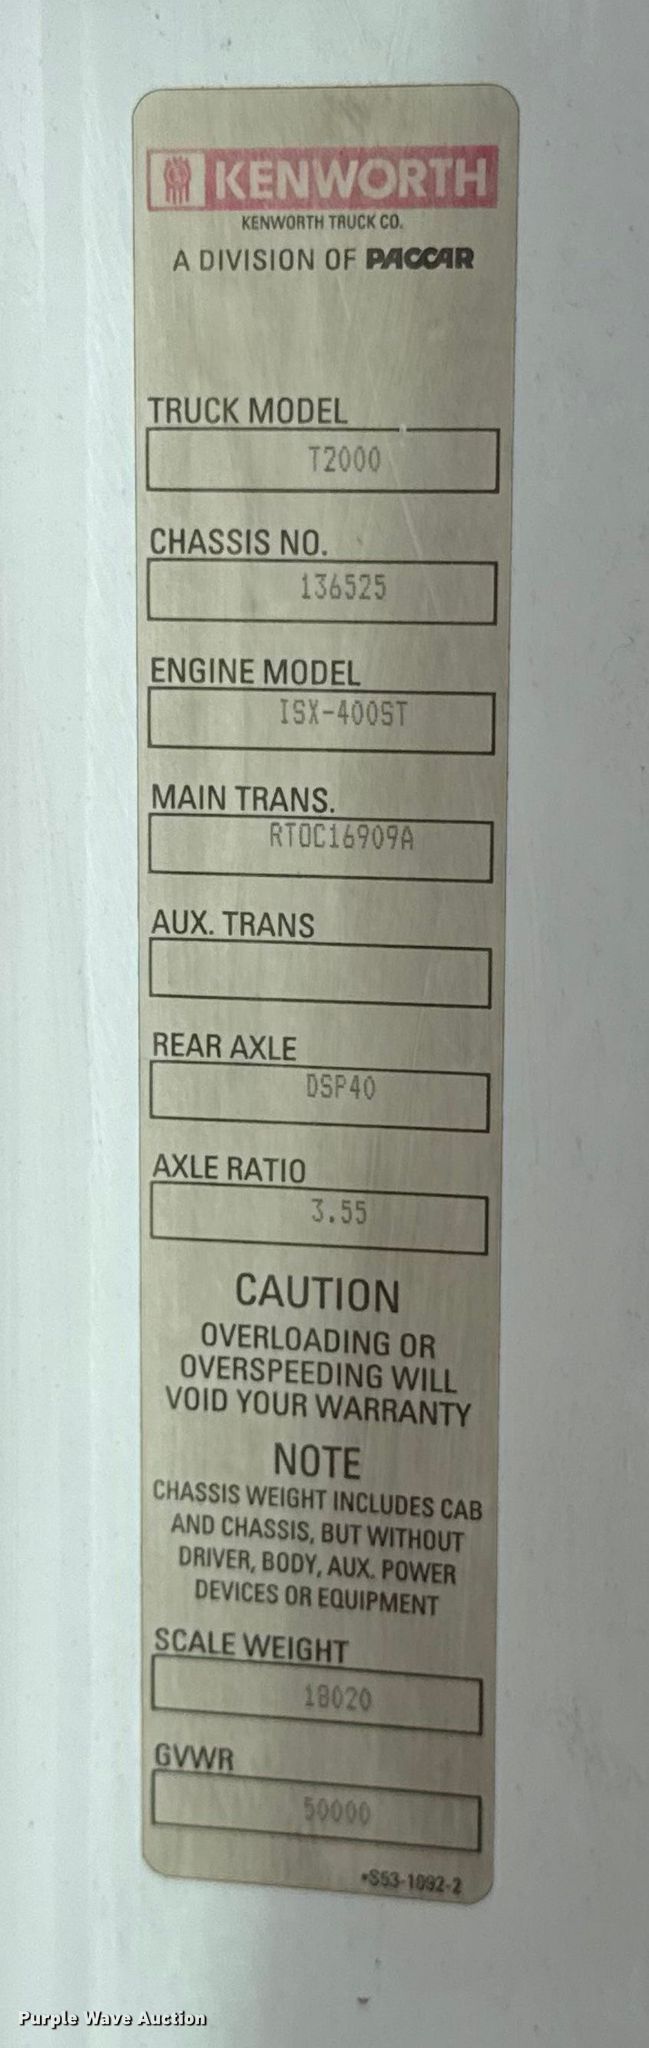 KENWORTH
KENWORTH TRUCK CO.
A DIVISION OF PACCAR
TRUCK MODEL
T2000
CHASSIS NO.
136525
ENGINE MODEL
ISX-400ST
MAIN TRANS.
RTOC16909A
AUX. TRANS
REAR AXLE
DSP40
AXLE RATIO
3.55
CAUTION
OVERLOADING OR
OVERSPEEDING WILL
VOID YOUR WARRANTY
NOTE
CHASSIS WEIGHT INCLUDES CAB
AND CHASSIS, BUT WITHOUT
DRIVER, BODY, AUX. POWER
DEVICES OR EQUIPMENT
SCALE WEIGHT
18020
GVWR
50000
•S53-1092-2
Purple Wave Auction